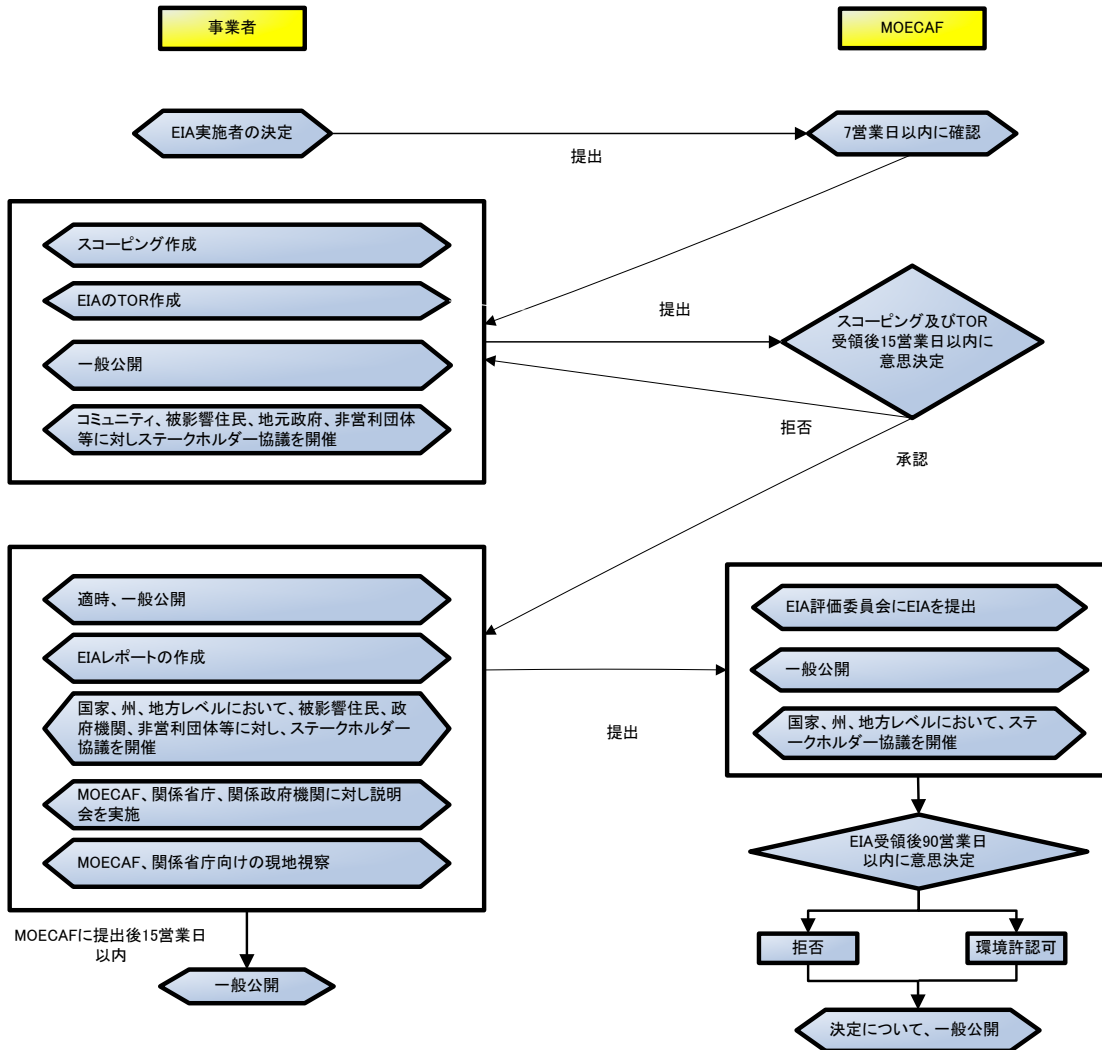 事業者
MOECAF
EIA実施者の決定
提出
7営業日以内に確認
スコーピング作成
EIAのTOR作成
一般公開
コミュニティ、被影響住民、地元政府、非営利団体
等に対しステークホルダー協議を開催
提出
スコーピング及びTOR
受領後15営業日以内に
意思決定
拒否
承認
適時、一般公開
EIAレポートの作成
国家、州、地方レベルにおいて、被影響住民、政
府機関、非営利団体等に対し、ステークホルダー
協議を開催
MOECAF、関係省庁、関係政府機関に対し説明
会を実施
MOECAF、関係省庁向けの現地視察
提出
EIA評価委員会にEIAを提出
一般公開
国家、州、地方レベルにおいて、ステ
ークホルダー協議を開催
EIA受領後90営業日
以内に意思決定
MOECAFに提出後15営業日
以内
一般公開
拒否
環境許認可
決定について、一般公開